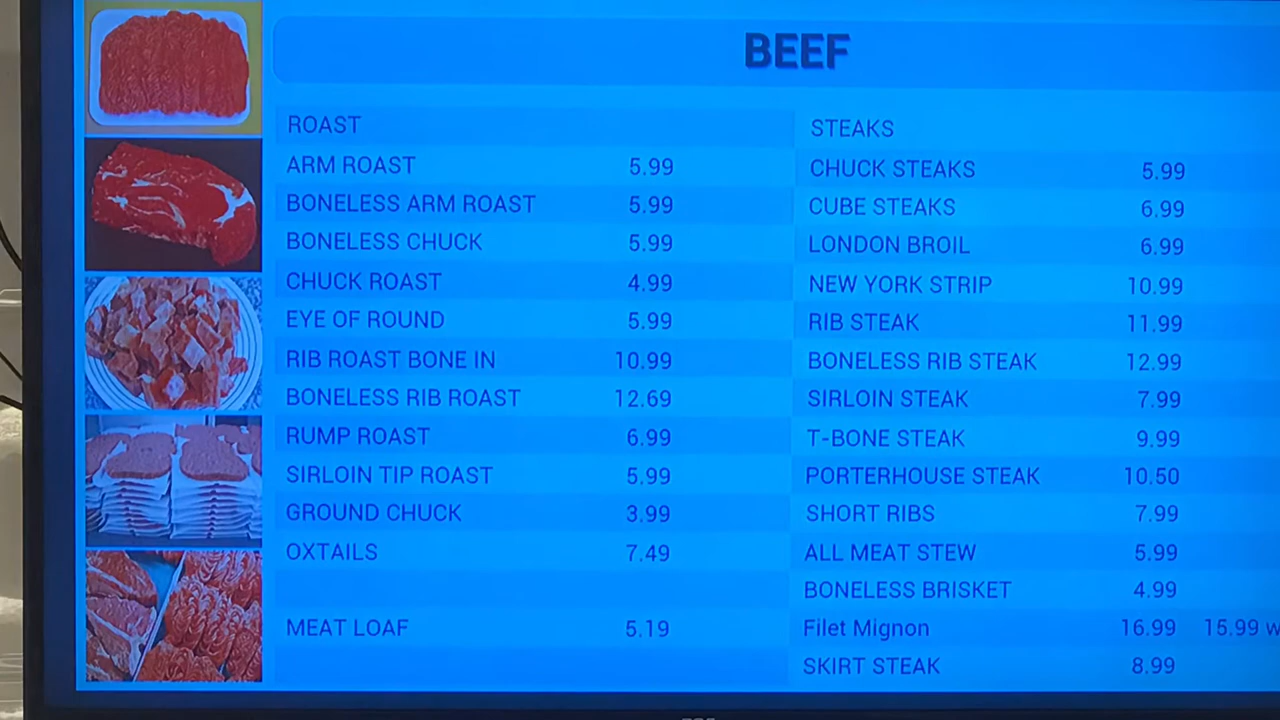 BEEF
ROAST
ARM ROAST 5.99
BONELESS ARM ROAST 5.99
BONELESS CHUCK 5.99
CHUCK ROAST 4.99
EYE OF ROUND 5.99
RIB ROAST BONE IN 10.99
BONELESS RIB ROAST 12.69
RUMP ROAST 6.99
SIRLOIN TIP ROAST 5.99
GROUND CHUCK 3.99
OXTAILS 7.49
MEAT LOAF 5.19
STEAKS
CHUCK STEAKS 5.99
CUBE STEAKS 6.99
LONDON BROIL 6.99
NEW YORK STRIP 10.99
RIB STEAK 11.99
BONELESS RIB STEAK 12.99
SIRLOIN STEAK 7.99
T-BONE STEAK 9.99
PORTERHOUSE STEAK 10.50
SHORT RIBS 7.99
ALL MEAT STEW 5.99
BONELESS BRISKET 4.99
Filet Mignon 16.99 15.99
SKIRT STEAK 8.99